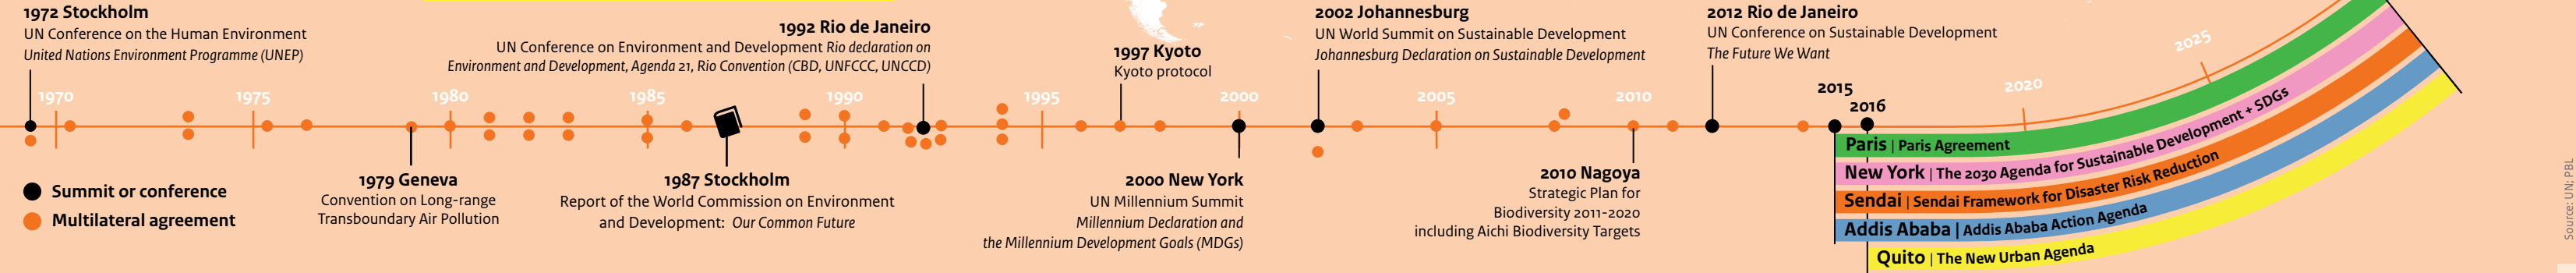 1972 Stockholm
UN Conference on the Human Environment
United Nations Environment Programme (UNEP)
1992 Rio de Janeiro
UN Conference on Environment and Development Rio declaration on
Environment and Development, Agenda 21, Rio Convention (CBD, UNFCCC, UNCCD)
1997 Kyoto
Kyoto protocol
2002 Johannesburg
UN World Summit on Sustainable Development
Johannesburg Declaration on Sustainable Development
2012 Rio de Janeiro
UN Conference on Sustainable Development
The Future We Want
1970
1975
1980
1985
1990
1995
2000
2005
2010
2015
2016
2020
2025
Summit or conference
Multilateral agreement
1979 Geneva
Convention on Long-range
Transboundary Air Pollution
1987 Stockholm
Report of the World Commission on Environment
and Development: Our Common Future
2000 New York
UN Millennium Summit
Millennium Declaration and
the Millennium Development Goals (MDGs)
2010 Nagoya
Strategic Plan for
Biodiversity 2011-2020
including Aichi Biodiversity Targets
Paris | Paris Agreement
New York | The 2030 Agenda for Sustainable Development + SDGs
Sendai | Sendai Framework for Disaster Risk Reduction
Addis Ababa | Addis Ababa Action Agenda
Quito | The New Urban Agenda
Source: UN; PBL